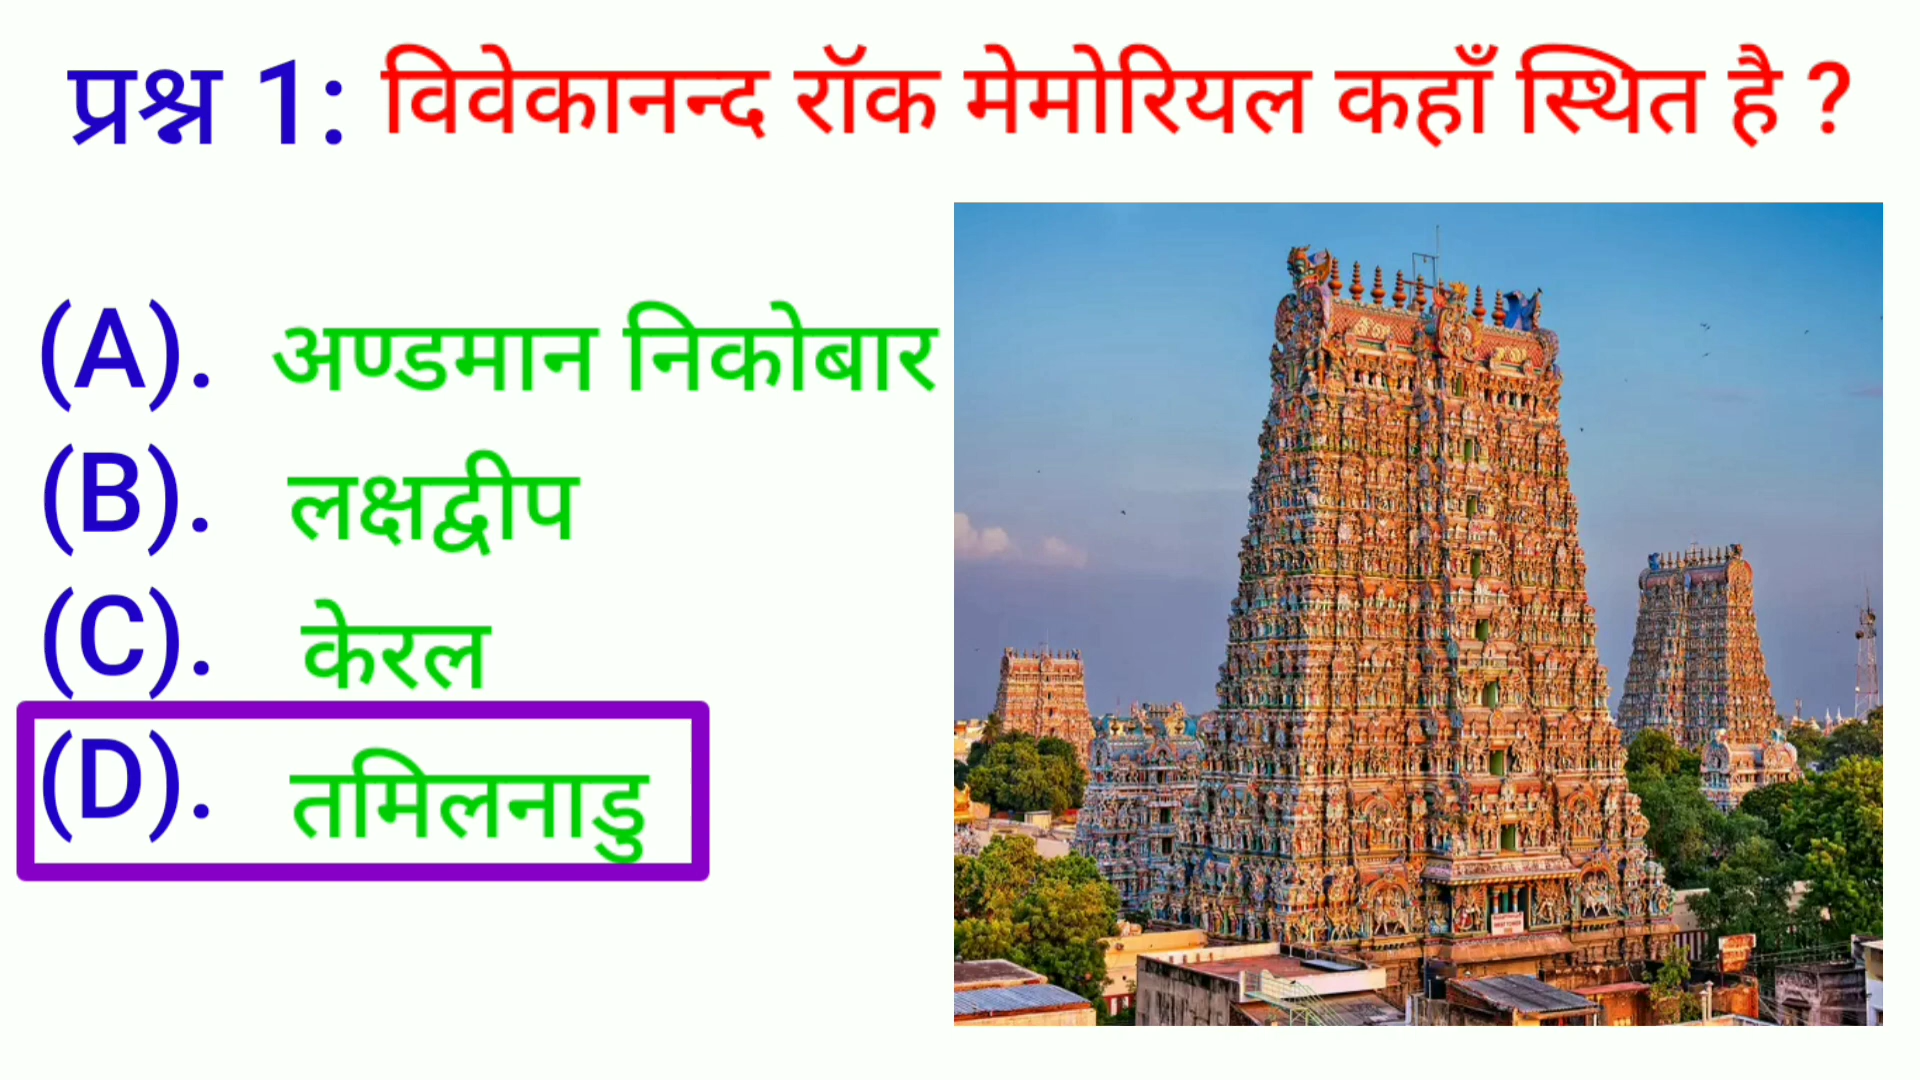 प्रश्न 1: विवेकानन्द रॉक मेमोरियल कहाँ स्थित है ?
(A). अण्डमान निकोबार
(B). लक्षद्वीप
(C). केरल
(D). तमिलनाडु